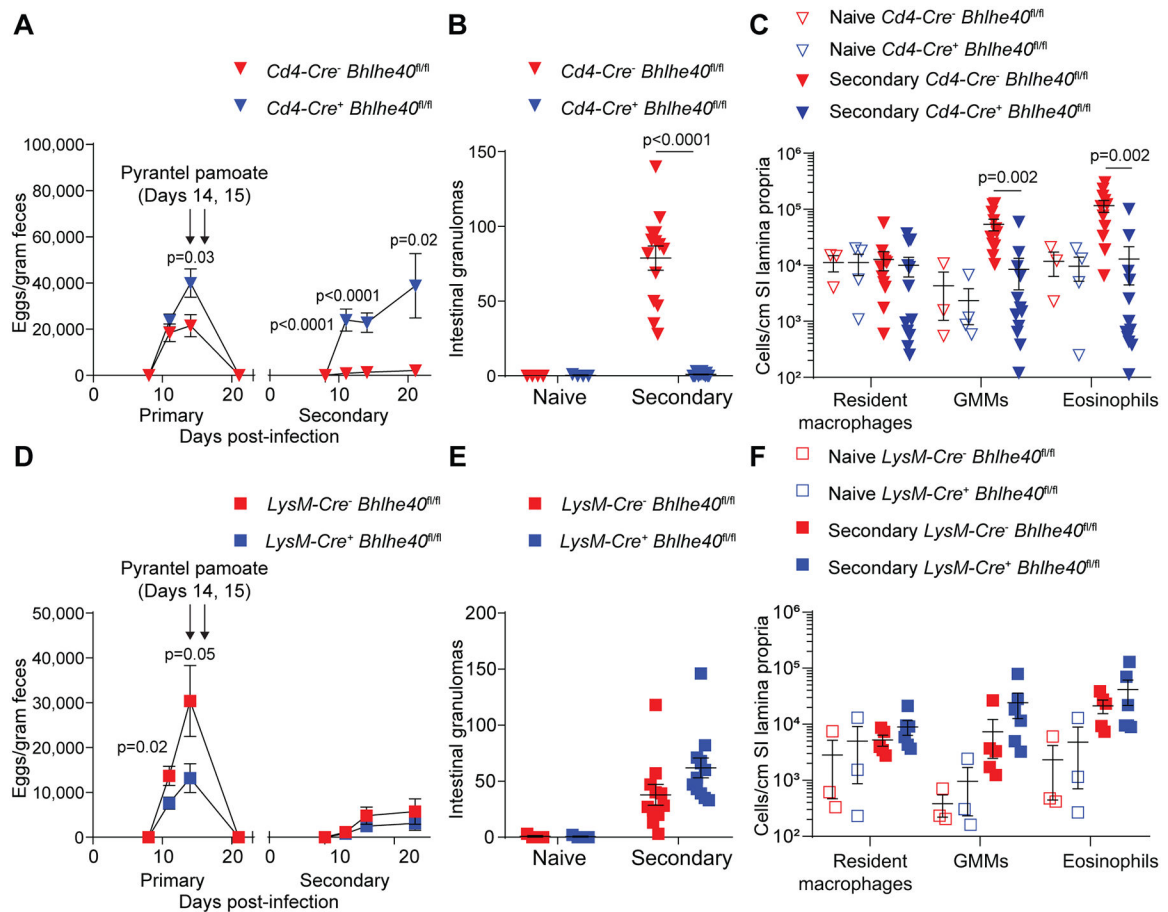 A
Cd4-Cre- Bhlhe40fl/fl
Cd4-Cre+ Bhlhe40fl/fl
Pyrantel pamoate
(Days 14, 15)
Eggs/gram feces
100,000
80,000
60,000
40,000
20,000
0
p=0.03
p<0.0001
p<0.0001
p=0.02
0
10
20
0
10
20
Primary
Secondary
Days post-infection
B
Cd4-Cre- Bhlhe40fl/fl
Cd4-Cre+ Bhlhe40fl/fl
Intestinal granulomas
150
100
50
0
p<0.0001
Naive
Secondary
C
Naive Cd4-Cre- Bhlhe40fl/fl
Naive Cd4-Cre+ Bhlhe40fl/fl
Secondary Cd4-Cre- Bhlhe40fl/fl
Secondary Cd4-Cre+ Bhlhe40fl/fl
Cells/cm SI lamina propria
10⁶
10⁵
10⁴
10³
10²
p=0.002
p=0.002
Resident
macrophages
GMMs
Eosinophils
D
LysM-Cre- Bhlhe40fl/fl
LysM-Cre+ Bhlhe40fl/fl
Pyrantel pamoate
(Days 14, 15)
Eggs/gram feces
50,000
40,000
30,000
20,000
10,000
0
p=0.05
p=0.02
0
10
20
0
10
20
Primary
Secondary
Days post-infection
E
LysM-Cre- Bhlhe40fl/fl
LysM-Cre+ Bhlhe40fl/fl
Intestinal granulomas
200
150
100
50
0
Naive
Secondary
F
Naive LysM-Cre- Bhlhe40fl/fl
Naive LysM-Cre+ Bhlhe40fl/fl
Secondary LysM-Cre- Bhlhe40fl/fl
Secondary LysM-Cre+ Bhlhe40fl/fl
Cells/cm SI lamina propria
10⁶
10⁵
10⁴
10³
10²
Resident
macrophages
GMMs
Eosinophils